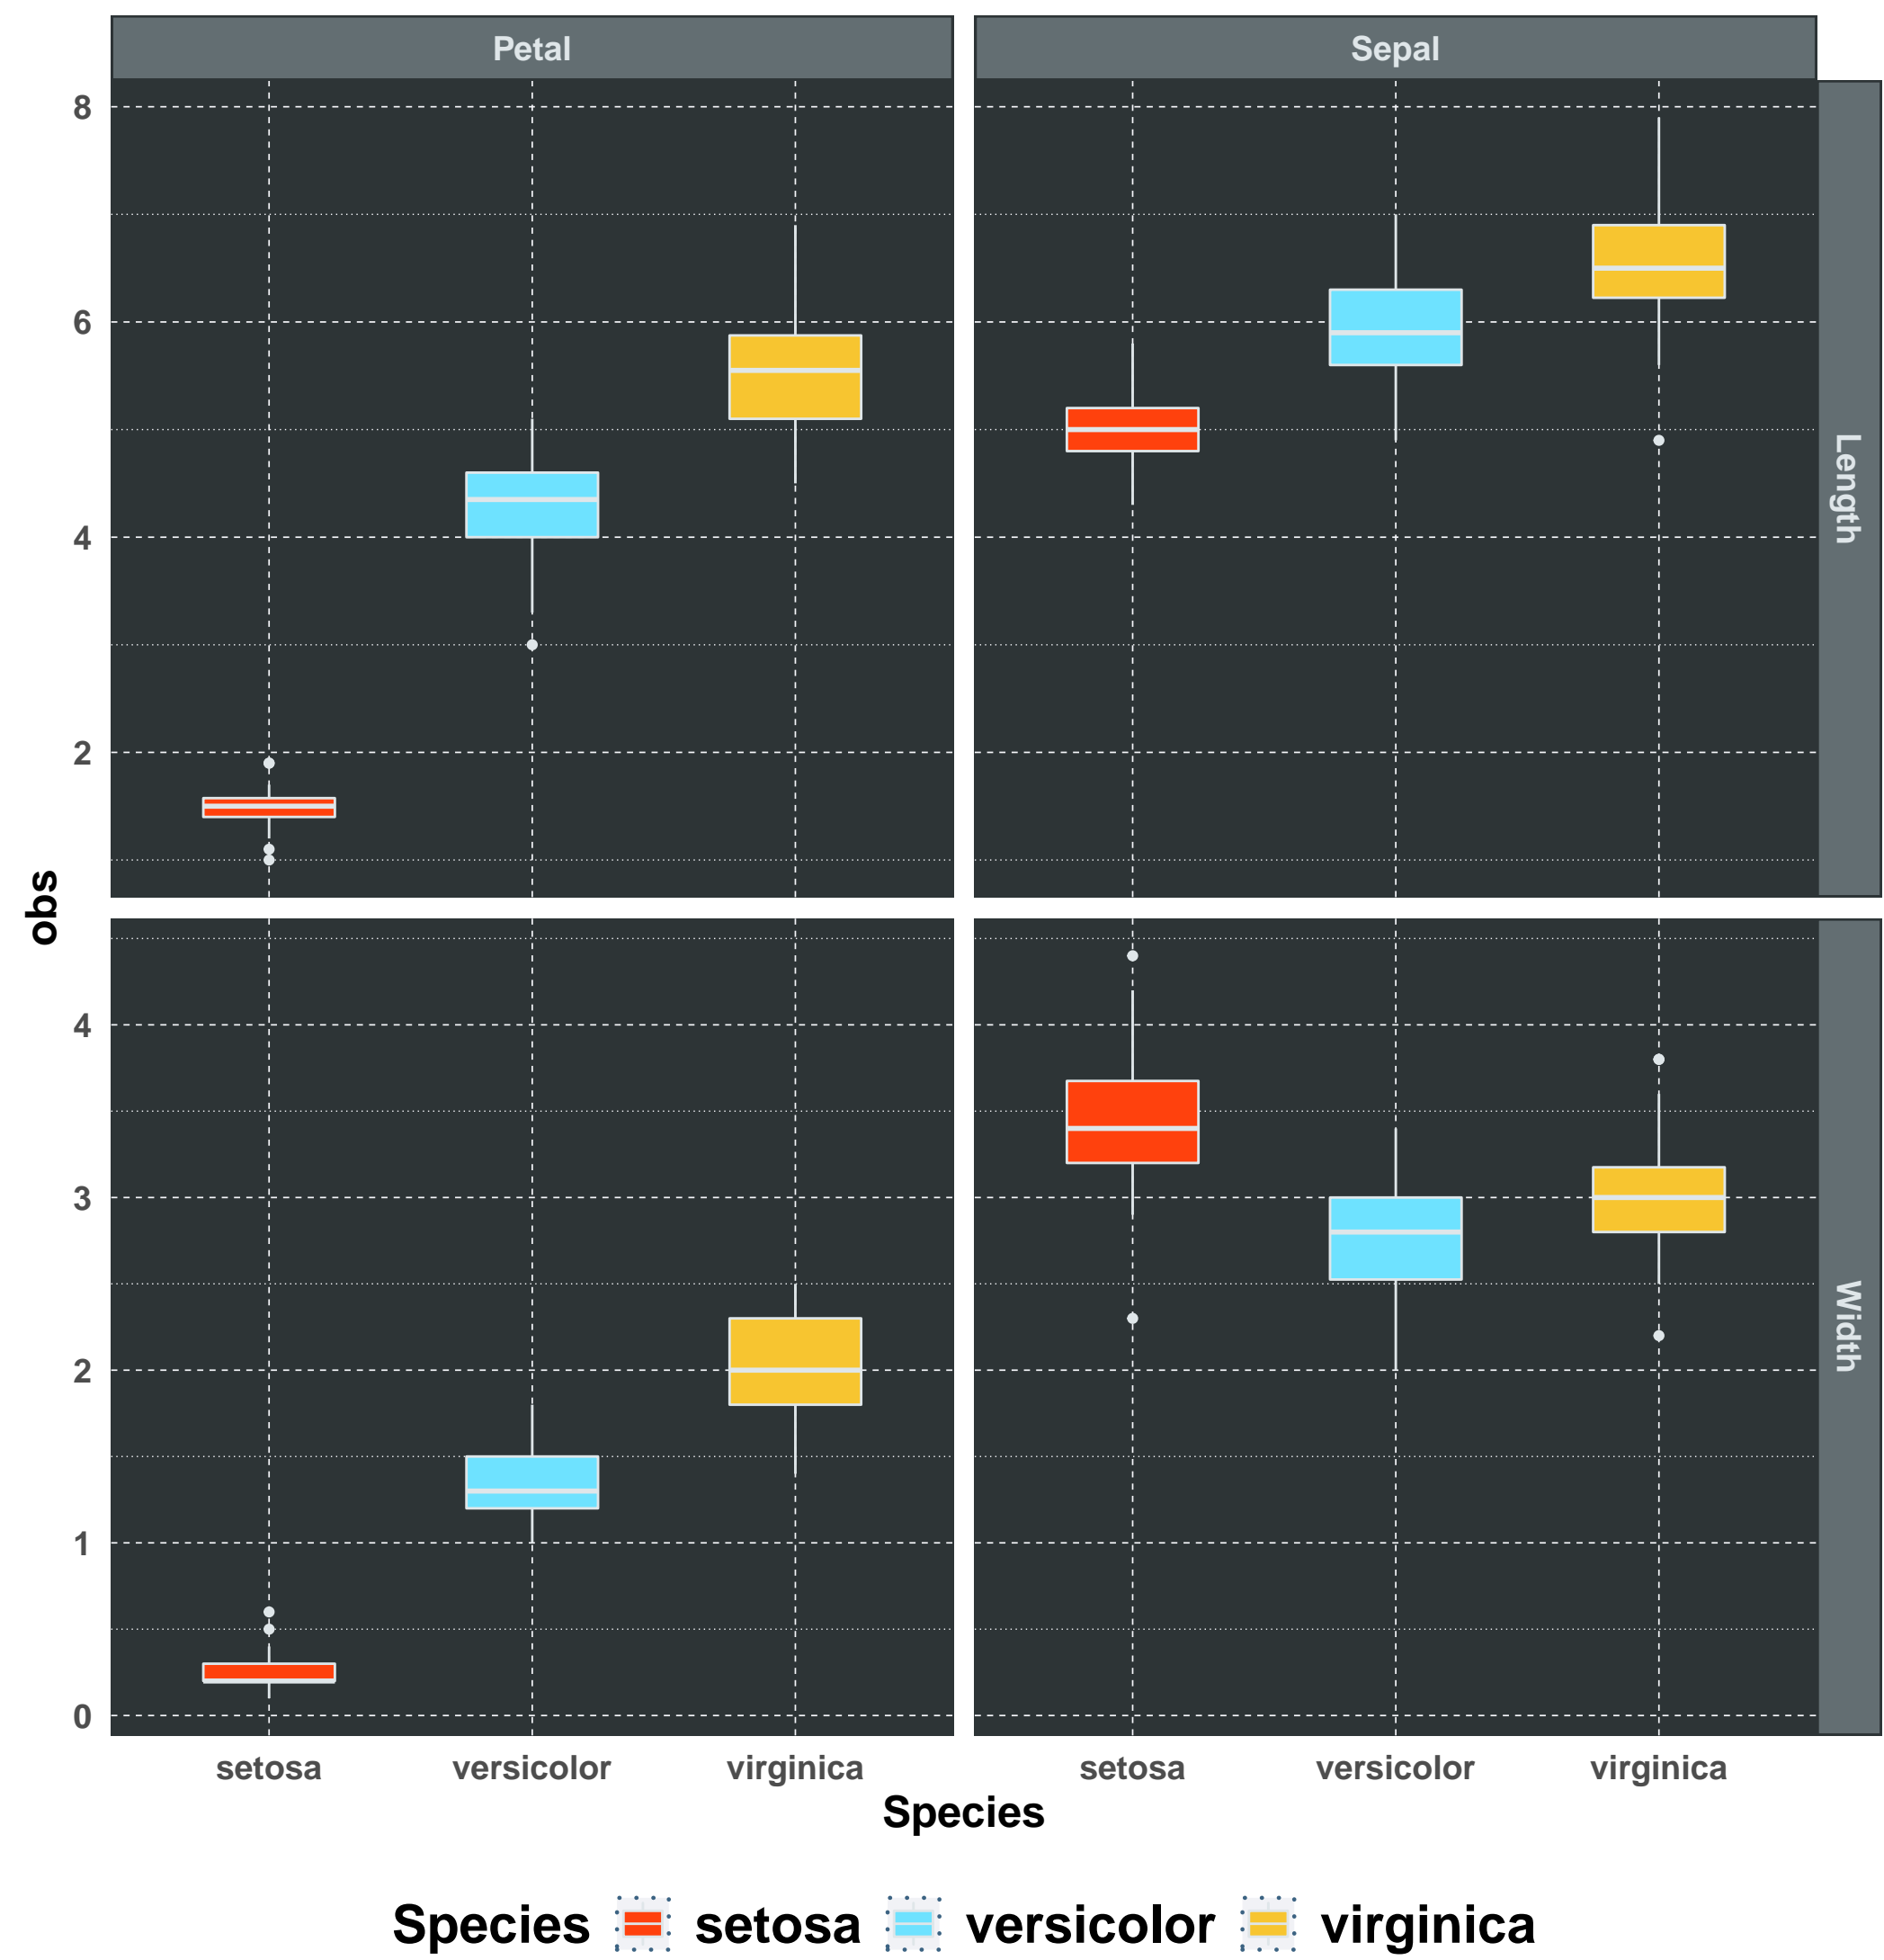 Petal Sepal
8
6
4
2
Length
obs
4
3
2
1
0
Width
setosa versicolor virginica setosa versicolor virginica
Species
Species setosa versicolor virginica